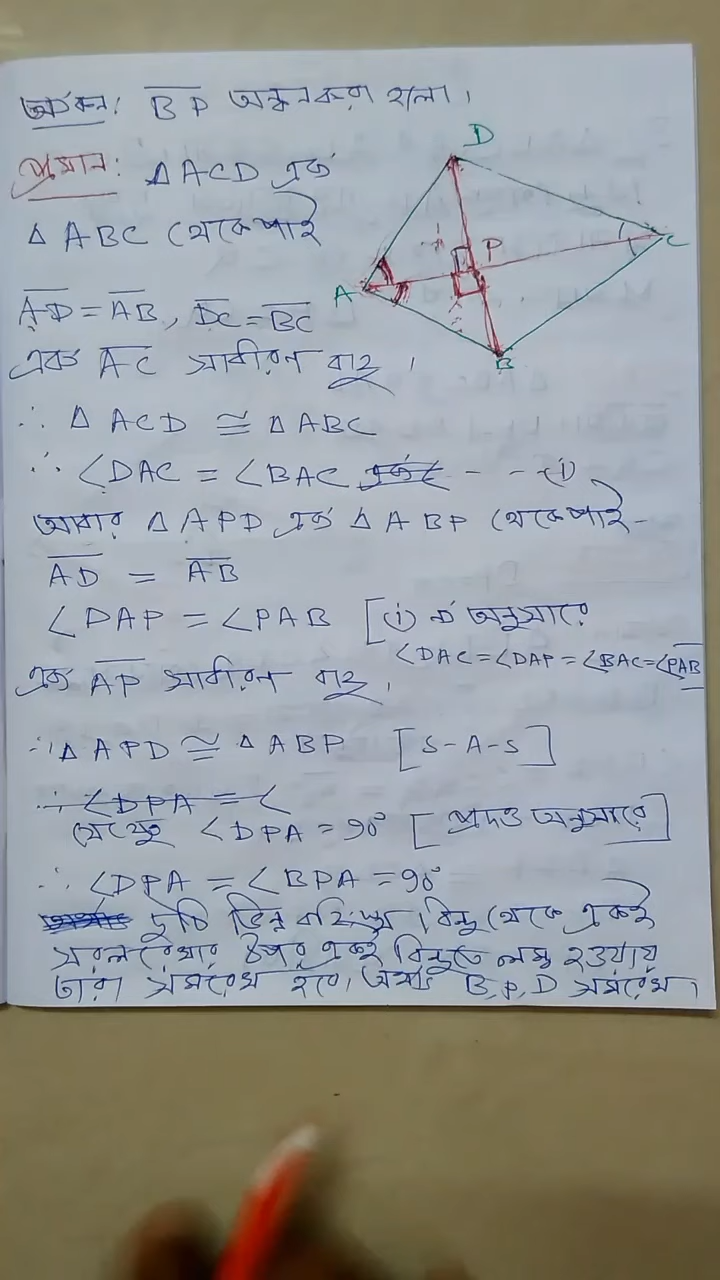 অঙ্কন: BP অঙ্কন করা হলো।
প্রমান: Δ ACD এবং
Δ ABC থেকে পাই
AD = AB, DC = BC
এবং AC সাধারণ বাহু।
∴ Δ ACD ≅ Δ ABC
∴ ∠DAC = ∠BAC - - - (i)
আবার Δ APD এবং Δ ABP থেকে পাই-
AD = AB
∠DAP = ∠PAB [(i) নং অনুসারে
∠DAC = ∠DAP = ∠BAC = ∠PAB
এবং AP সাধারণ বাহু,
∴ Δ APD ≅ Δ ABP [S-A-S]
∴ ∠DPA = ∠
যেহেতু ∠DPA = 90° [প্রদত্ত অনুসারে]
∴ ∠DPA = ∠BPA = 90°
দুটি ভিন্ন বহিঃস্থ বিন্দু থেকে একই
সরলরেখার উপর একই বিন্দুতে লম্ব হওয়ায়
তারা সমরেখ হবে, অর্থাৎ B, P, D সমরেখ।
D
P
C
A
B